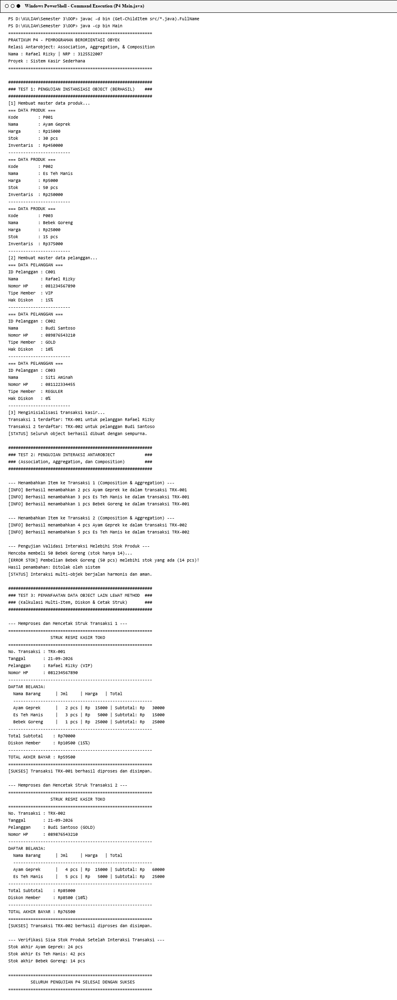 Windows PowerShell - Command Execution (P4 Main.java)
PS D:\KULIAH\Semester 3\OOP> javac -d bin (Get-ChildItem src/*.java).FullName
PS D:\KULIAH\Semester 3\OOP> java -cp bin Main
==========================================================
PRAKTIKUM P4 - PEMROGRAMAN BERORIENTASI OBYEK
Relasi Antarobject: Association, Aggregation, & Composition
Nama : Rafael Rizky | NRP : 3125522007
Proyek : Sistem Kasir Sederhana
==========================================================

##########################################################
### TEST 1: PENGUJIAN INSTANSIASI OBJECT (BERHASIL)    ###
##########################################################
[1] Membuat master data produk...
=== DATA PRODUK ===
Kode        : P001
Nama        : Ayam Geprek
Harga       : Rp15000
Stok        : 30 pcs
Inventaris  : Rp450000
-------------------------
=== DATA PRODUK ===
Kode        : P002
Nama        : Es Teh Manis
Harga       : Rp5000
Stok        : 50 pcs
Inventaris  : Rp250000
-------------------------
=== DATA PRODUK ===
Kode        : P003
Nama        : Bebek Goreng
Harga       : Rp25000
Stok        : 15 pcs
Inventaris  : Rp375000
-------------------------
[2] Membuat master data pelanggan...
=== DATA PELANGGAN ===
ID Pelanggan : C001
Nama         : Rafael Rizky
Nomor HP     : 081234567890
Tipe Member  : VIP
Hak Diskon   : 15%
-------------------------
=== DATA PELANGGAN ===
ID Pelanggan : C002
Nama         : Budi Santoso
Nomor HP     : 089876543210
Tipe Member  : GOLD
Hak Diskon   : 10%
-------------------------
=== DATA PELANGGAN ===
ID Pelanggan : C003
Nama         : Siti Aminah
Nomor HP     : 081122334455
Tipe Member  : REGULER
Hak Diskon   : 0%
-------------------------
[3] Menginisialisasi transaksi kasir...
Transaksi 1 terdaftar: TRX-001 untuk pelanggan Rafael Rizky
Transaksi 2 terdaftar: TRX-002 untuk pelanggan Budi Santoso
[STATUS] Seluruh object berhasil dibuat dengan sempurna.

##########################################################
### TEST 2: PENGUJIAN INTERAKSI ANTAROBJECT            ###
### (Association, Aggregation, dan Composition)        ###
##########################################################

--- Menambahkan Item ke Transaksi 1 (Composition & Aggregation) ---
[INFO] Berhasil menambahkan 2 pcs Ayam Geprek ke dalam transaksi TRX-001
[INFO] Berhasil menambahkan 3 pcs Es Teh Manis ke dalam transaksi TRX-001
[INFO] Berhasil menambahkan 1 pcs Bebek Goreng ke dalam transaksi TRX-001

--- Menambahkan Item ke Transaksi 2 (Composition & Aggregation) ---
[INFO] Berhasil menambahkan 4 pcs Ayam Geprek ke dalam transaksi TRX-002
[INFO] Berhasil menambahkan 5 pcs Es Teh Manis ke dalam transaksi TRX-002

--- Pengujian Validasi Interaksi Melebihi Stok Produk ---
Mencoba membeli 50 Bebek Goreng (stok hanya 14)...
[ERROR STOK] Pembelian Bebek Goreng (50 pcs) melebihi stok yang ada (14 pcs)!
Hasil penambahan: Ditolak oleh sistem
[STATUS] Interaksi multi-objek berjalan harmonis dan aman.

##########################################################
### TEST 3: PEMANFAATAN DATA OBJECT LAIN LEWAT METHOD  ###
### (Kalkulasi Multi-Item, Diskon & Cetak Struk)       ###
##########################################################

--- Memproses dan Mencetak Struk Transaksi 1 ---
==========================================================
                 STRUK RESMI KASIR TOKO
==========================================================
No. Transaksi : TRX-001
Tanggal       : 21-09-2026
Pelanggan     : Rafael Rizky (VIP)
Nomor HP      : 081234567890
----------------------------------------------------------
DAFTAR BELANJA:
  Nama Barang      | Jml     | Harga   | Total
  --------------------------------------------------------
  Ayam Geprek      |   2 pcs | Rp  15000 | Subtotal: Rp   30000
  Es Teh Manis     |   3 pcs | Rp   5000 | Subtotal: Rp   15000
  Bebek Goreng     |   1 pcs | Rp  25000 | Subtotal: Rp   25000
----------------------------------------------------------
Total Subtotal    : Rp70000
Diskon Member     : Rp10500 (15%)
----------------------------------------------------------
TOTAL AKHIR BAYAR : Rp59500
==========================================================
[SUKSES] Transaksi TRX-001 berhasil diproses dan disimpan.

--- Memproses dan Mencetak Struk Transaksi 2 ---
==========================================================
                 STRUK RESMI KASIR TOKO
==========================================================
No. Transaksi : TRX-002
Tanggal       : 21-09-2026
Pelanggan     : Budi Santoso (GOLD)
Nomor HP      : 089876543210
----------------------------------------------------------
DAFTAR BELANJA:
  Nama Barang      | Jml     | Harga   | Total
  --------------------------------------------------------
  Ayam Geprek      |   4 pcs | Rp  15000 | Subtotal: Rp   60000
  Es Teh Manis     |   5 pcs | Rp   5000 | Subtotal: Rp   25000
----------------------------------------------------------
Total Subtotal    : Rp85000
Diskon Member     : Rp8500 (10%)
----------------------------------------------------------
TOTAL AKHIR BAYAR : Rp76500
==========================================================
[SUKSES] Transaksi TRX-002 berhasil diproses dan disimpan.

--- Verifikasi Sisa Stok Produk Setelah Interaksi Transaksi ---
Stok akhir Ayam Geprek: 24 pcs
Stok akhir Es Teh Manis: 42 pcs
Stok akhir Bebek Goreng: 14 pcs

==========================================================
         SELURUH PENGUJIAN P4 SELESAI DENGAN SUKSES
==========================================================